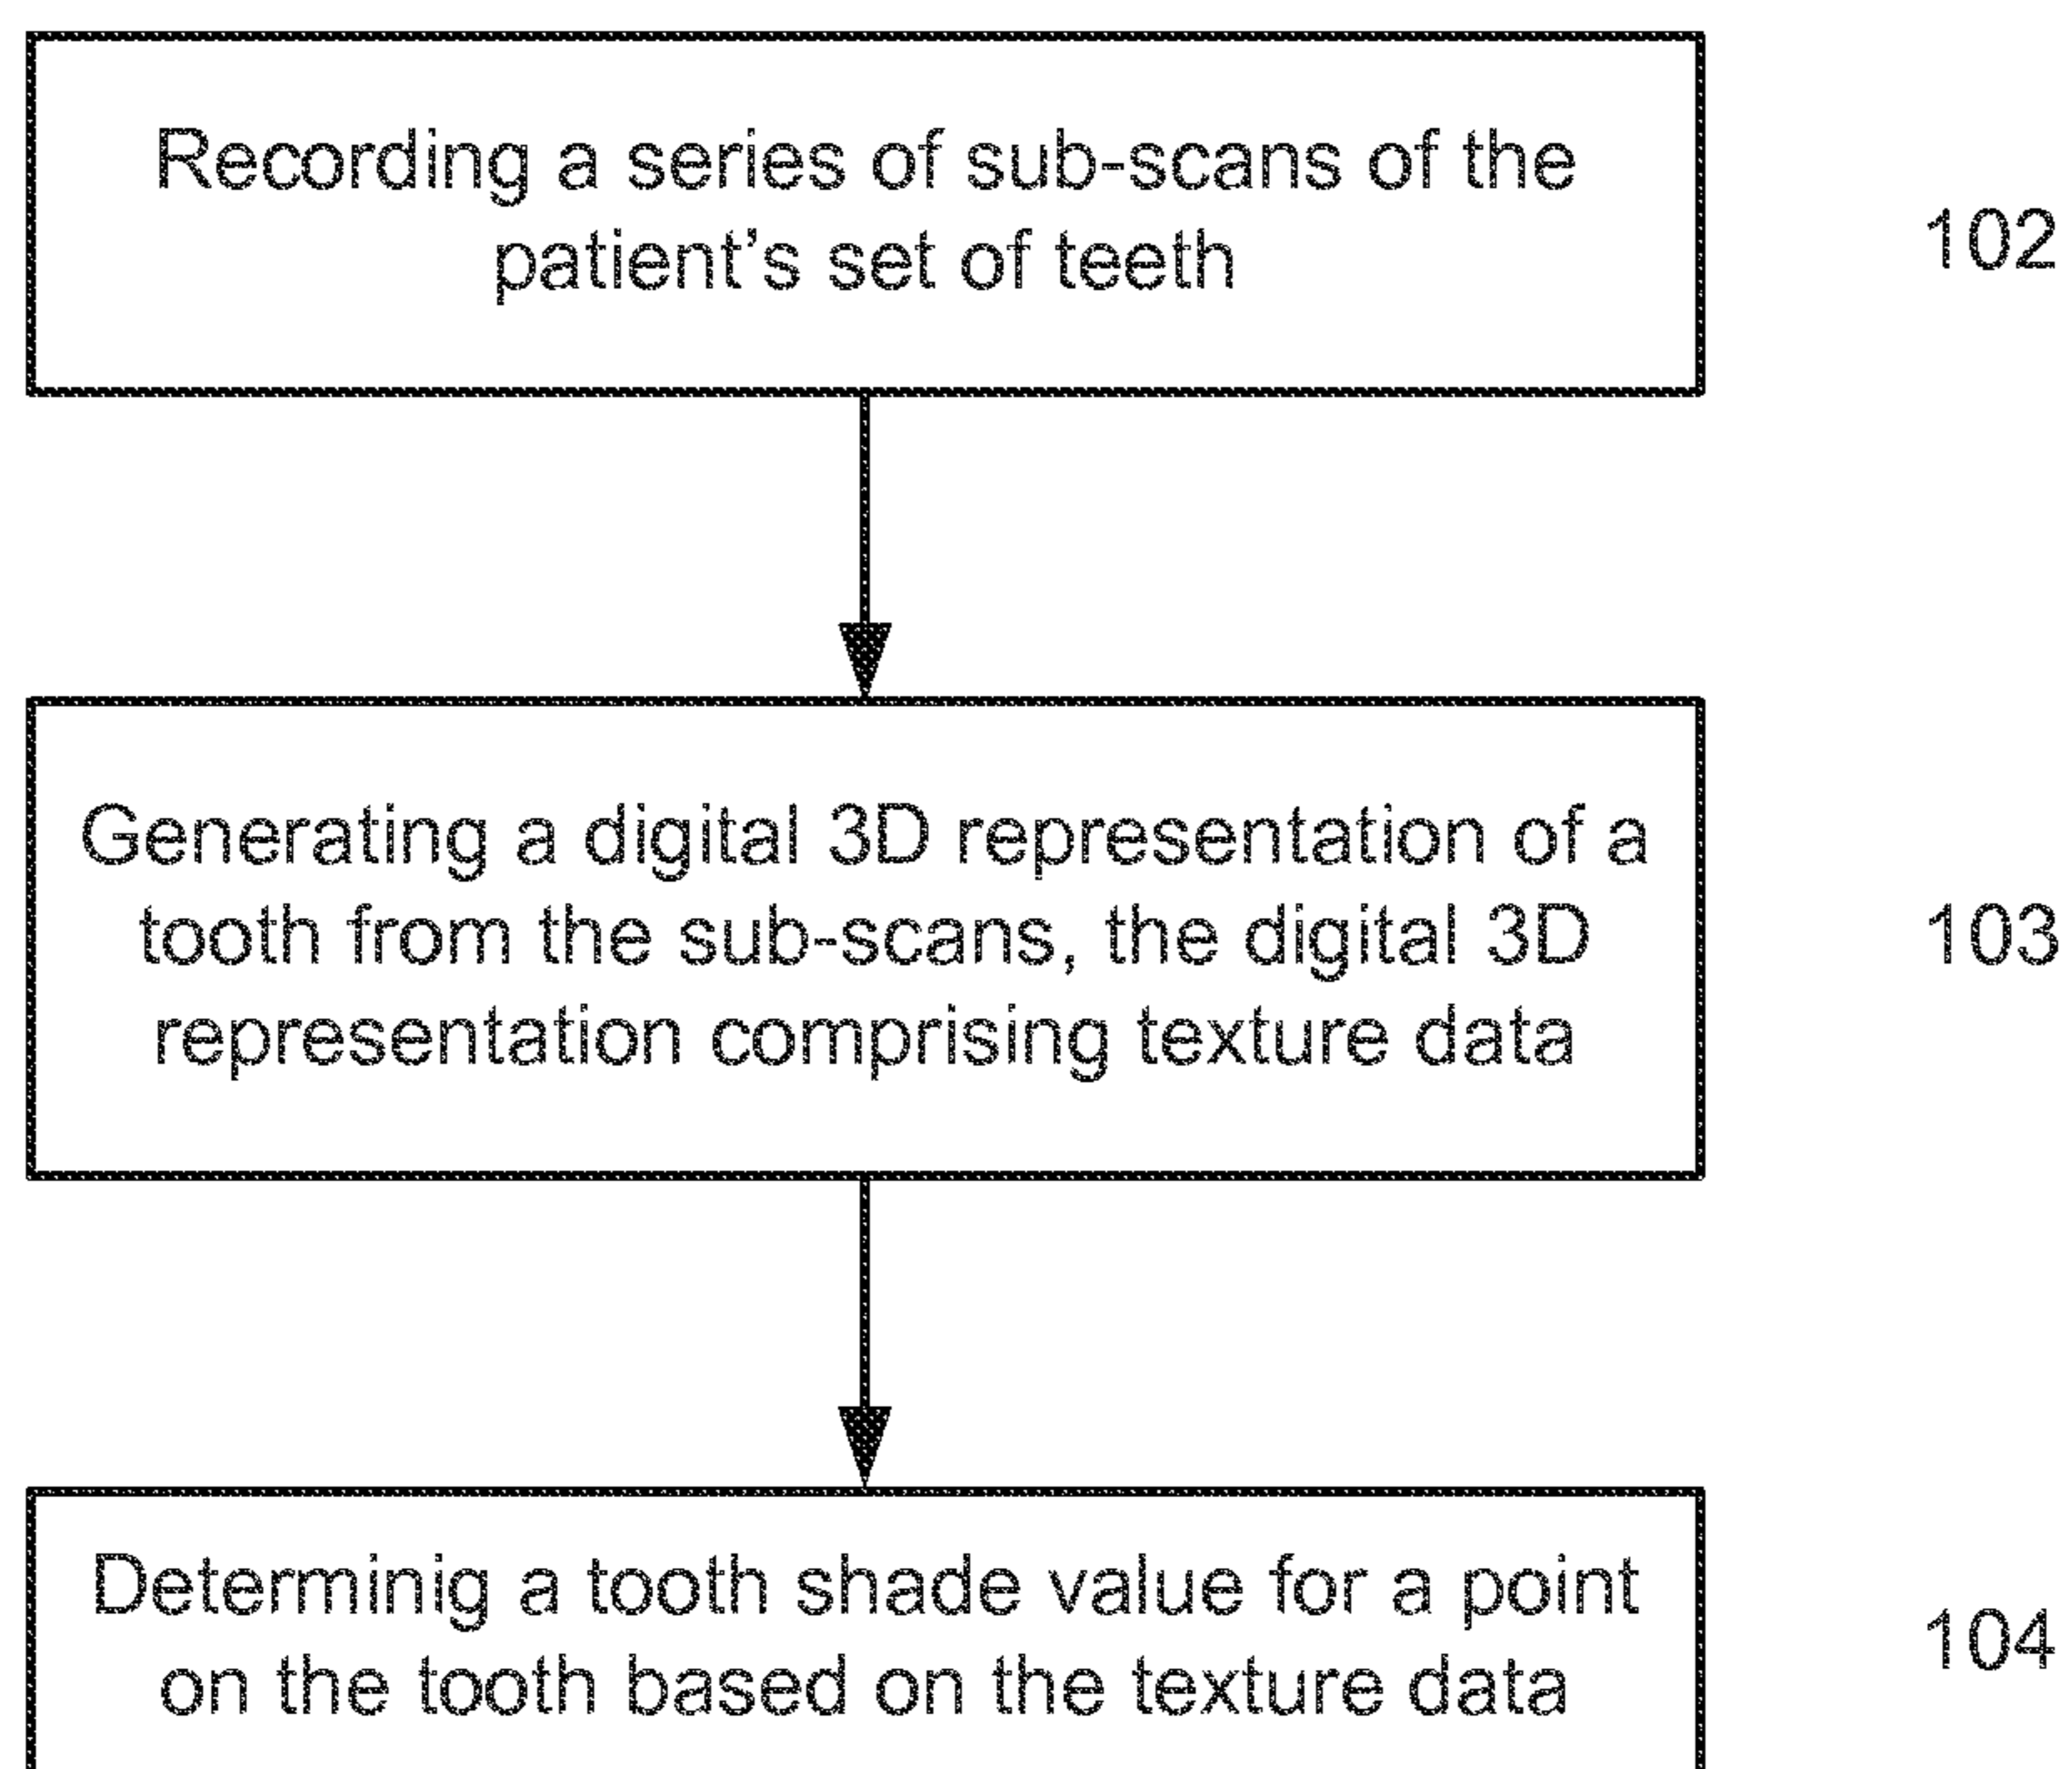 Recording a series of sub-scans of the
patient's set of teeth
102
Generating a digital 3D representation of a
tooth from the sub-scans, the digital 3D
representation comprising texture data
103
Determinig a tooth shade value for a point
on the tooth based on the texture data
104